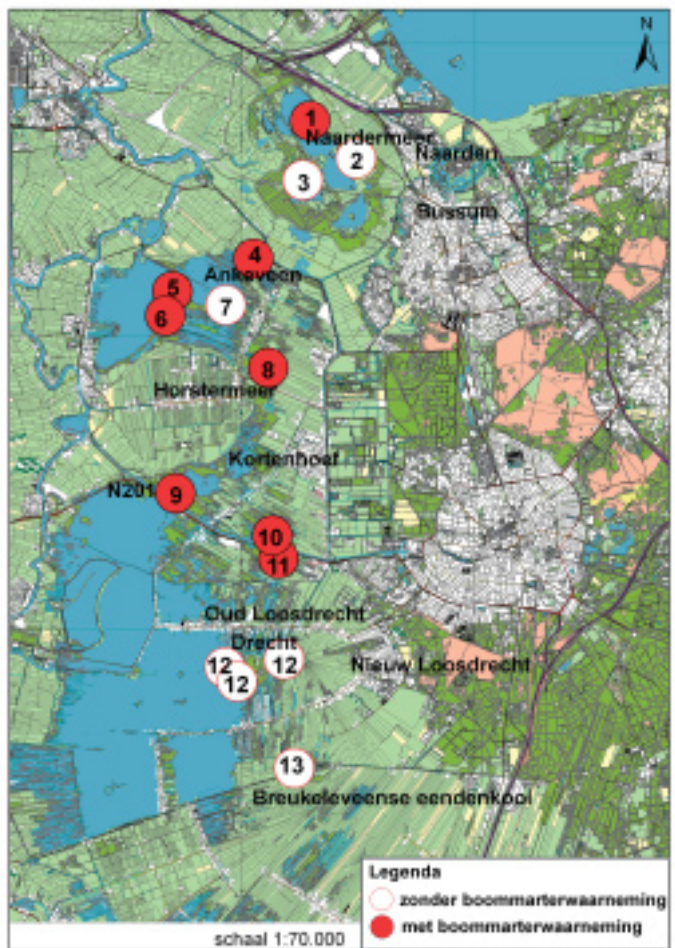 N
1
Naardermeer
2
Naarden
3
Bussum
4
Ankeveen
5
7
6
8
Horstermeer
Kortenhoef
N201
9
10
11
Oud Loosdrecht
Drecht
12
12
12
Nieuw Loosdrecht
13
Breukeleveense eendenkooi
Legenda
zonder boommarterwaarneming
met boommarterwaarneming
schaal 1:70.000